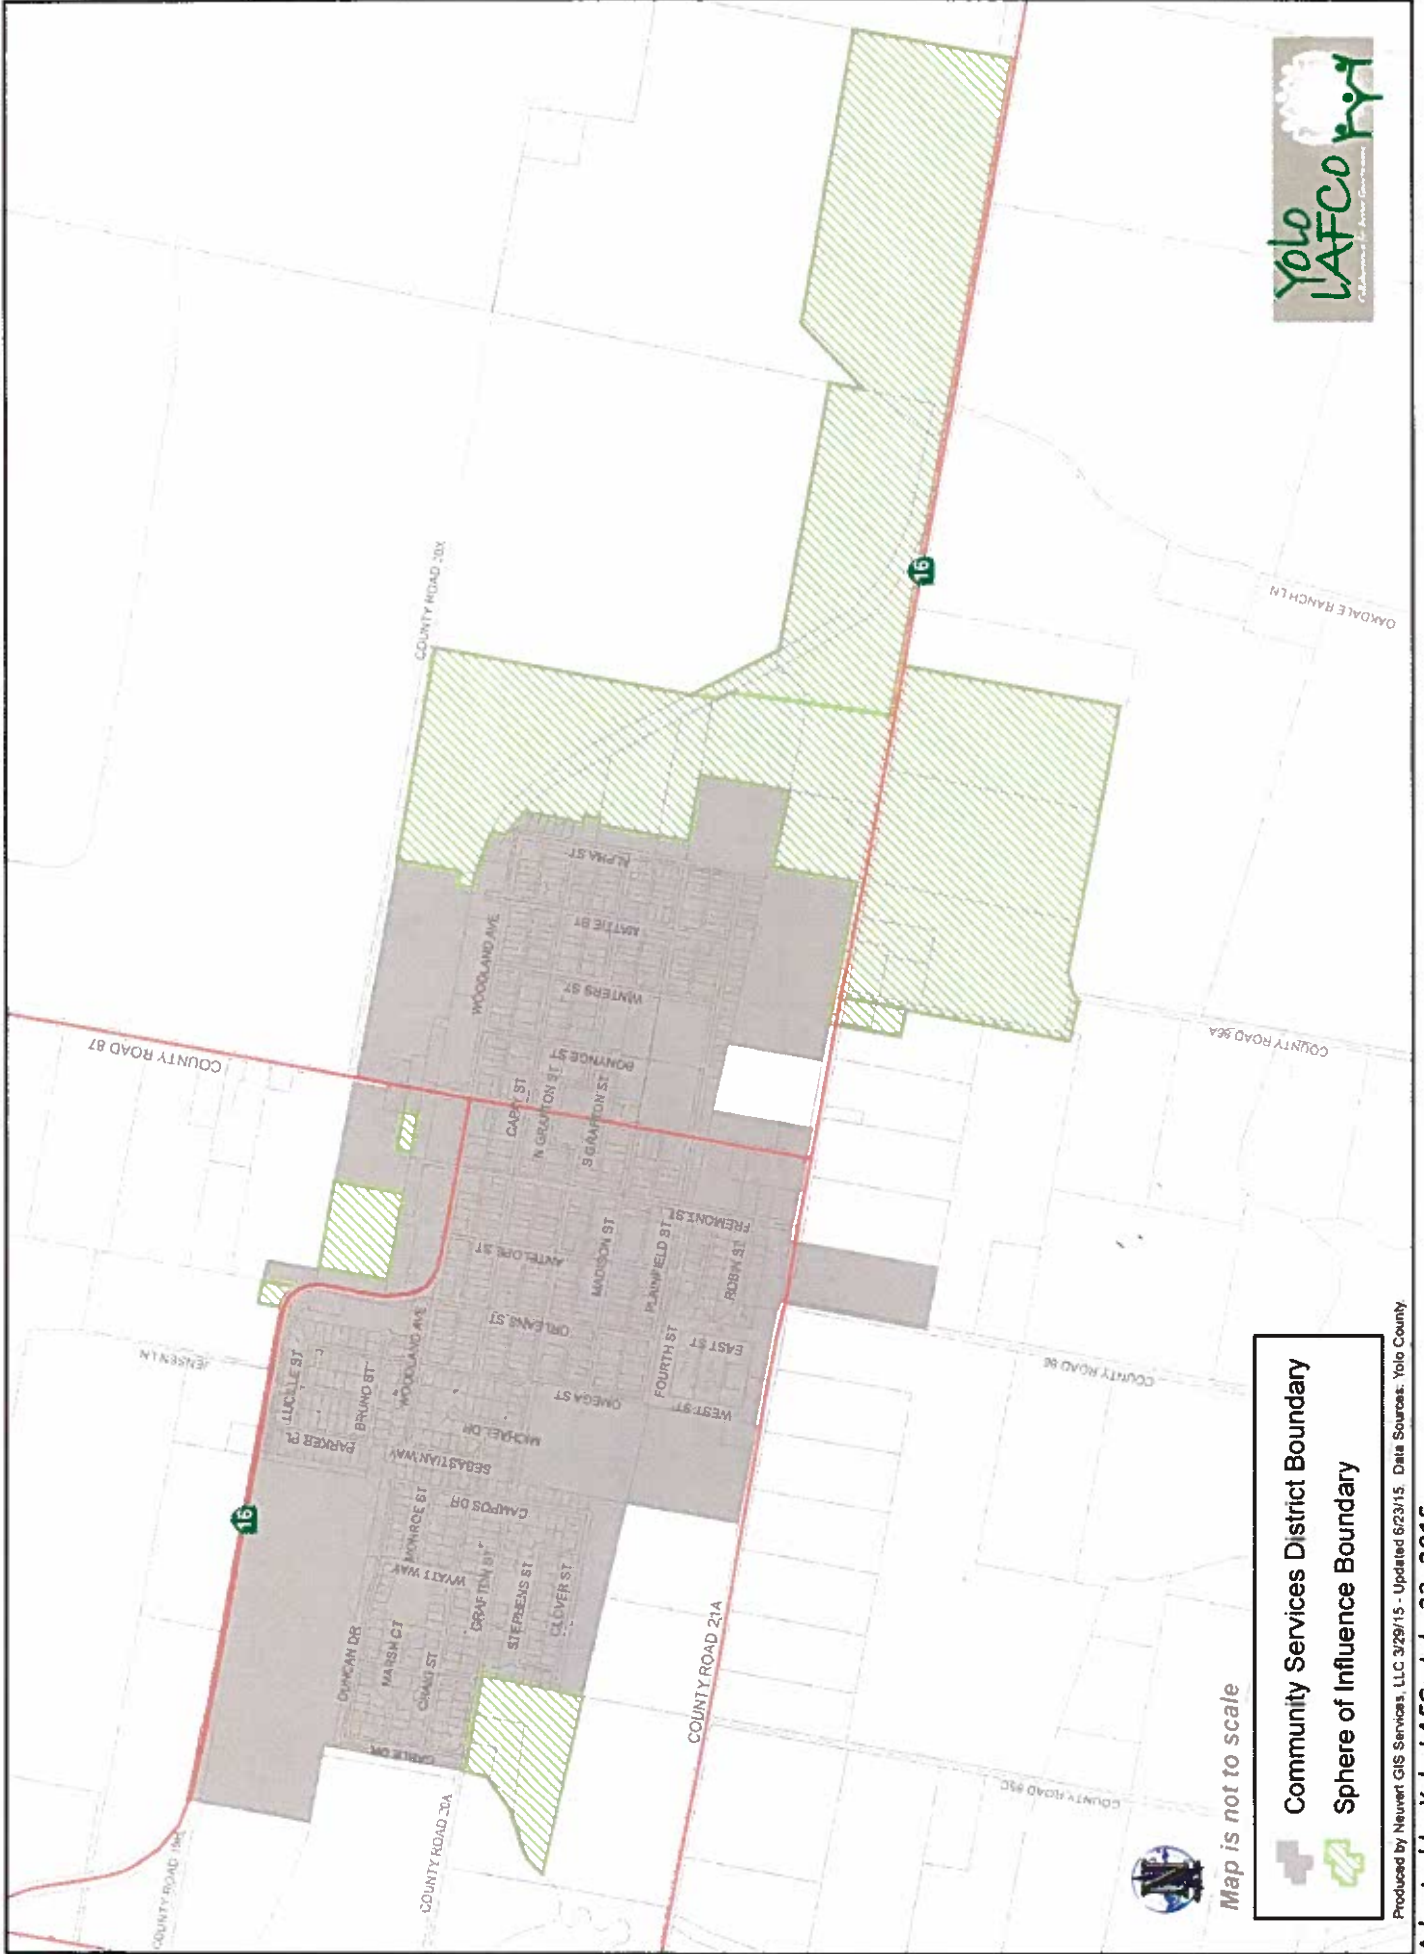 COUNTY ROAD 87
COUNTY ROAD 20X
16
JENSEN LN
LUCILLE ST
BRUNO ST
PARKER PL
WOODLAND AVE
WOODLAND AVE
CAPAY ST
N GRAFTON ST
S GRAFTON ST
BONYNGE ST
WINTERS ST
MATTIE ST
ALPHA ST
ANTELOPE ST
ORLEANS ST
OMEGA ST
MADISON ST
PLAINFIELD ST
FREMONT ST
ROBIN ST
FOURTH ST
EAST ST
WEST ST
MICHAEL DR
SEBASTIAN WAY
CAMPOS DR
MONROE ST
WYATT WAY
GRAFTON ST
STEPHENS ST
CLOVER ST
DUNCAN DR
MARSH CT
CRAIG ST
CARLIE DR
COUNTY ROAD 20A
COUNTY ROAD
COUNTY ROAD 21A
COUNTY ROAD 85C
COUNTY ROAD 86
COUNTY ROAD 86A
OAKDALE RANCH LN
16
Yolo
LAFCO
N
Map is not to scale
Community Services District Boundary
Sphere of Influence Boundary
Produced by Neuvert GIS Services, LLC 3/29/15 - Updated 6/23/15. Data Sources: Yolo County.